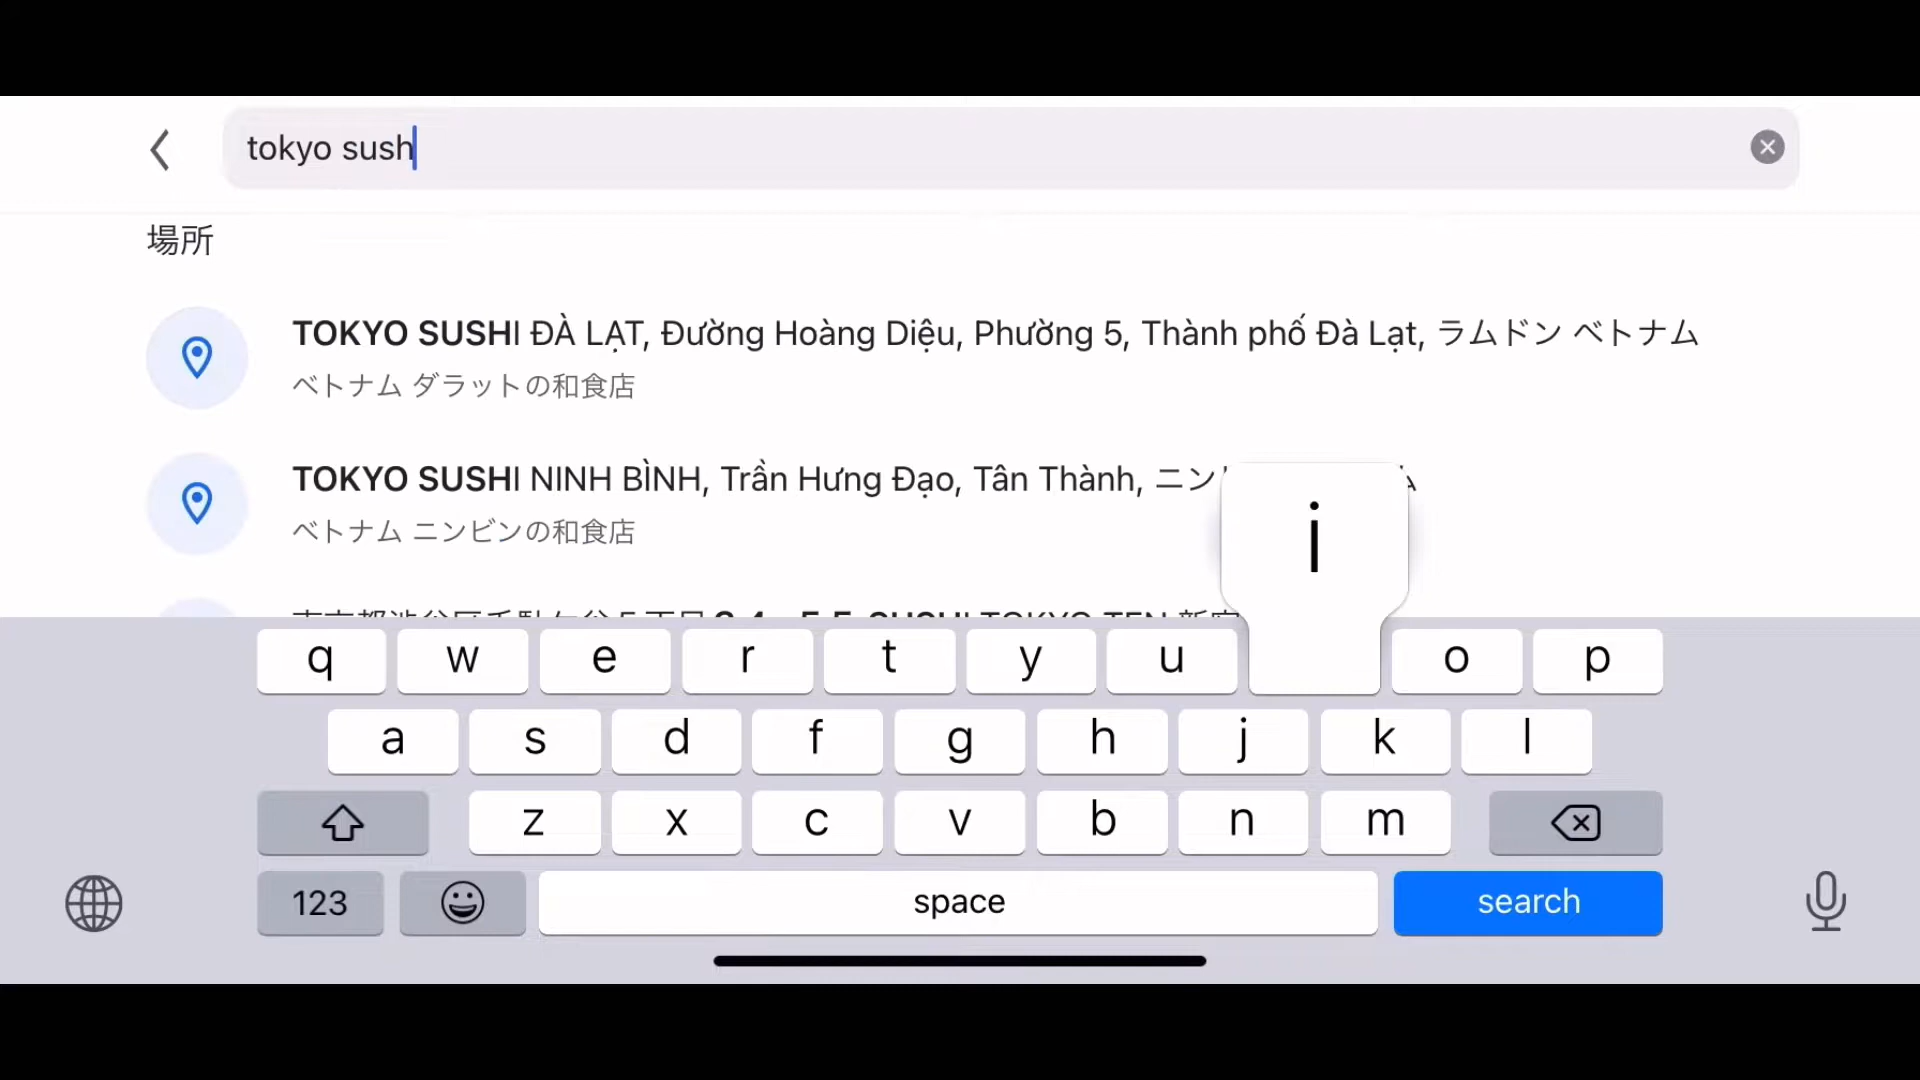 tokyo sush
場所
TOKYO SUSHI ĐÀ LẠT, Đường Hoàng Diệu, Phường 5, Thành phố Đà Lạt, ラムドン ベトナム
ベトナム ダラットの和食店
TOKYO SUSHI NINH BÌNH, Trần Hưng Đạo, Tân Thành, ニン
ベトナム ニンビンの和食店
SUSHI TOKYO TEN
i
q w e r t y u o p
a s d f g h j k l
z x c v b n m
123 space search